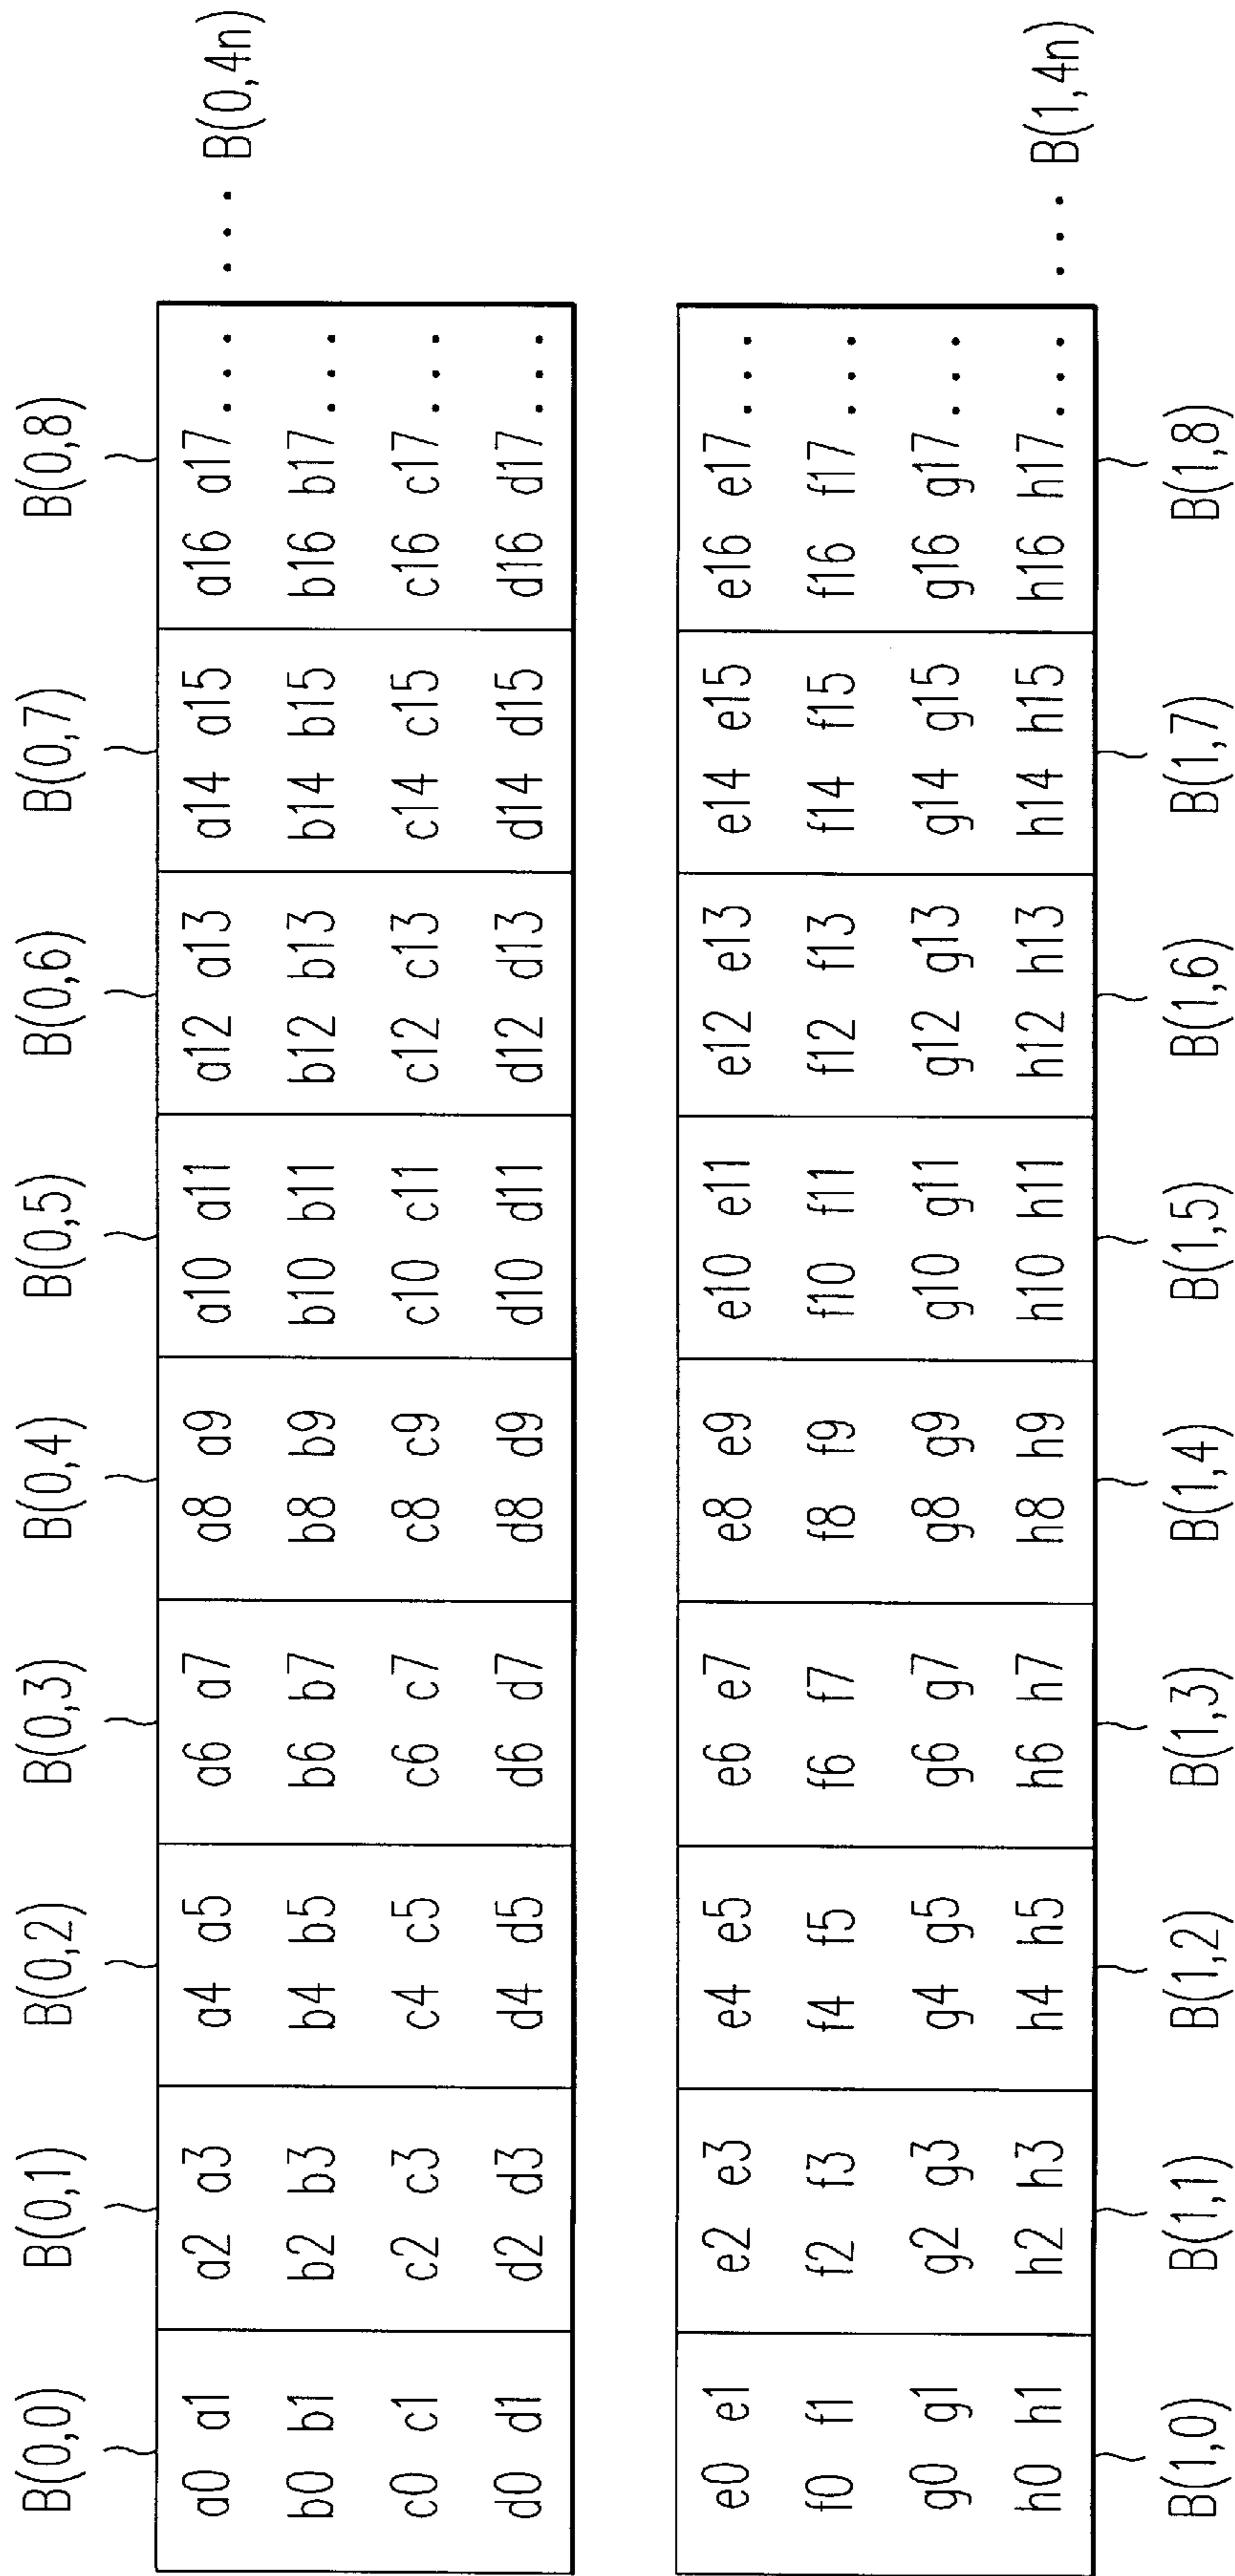 B(0,0) B(0,1) B(0,2) B(0,3) B(0,4) B(0,5) B(0,6) B(0,7) B(0,8)
a0 a1 a2 a3 a4 a5 a6 a7 a8 a9 a10 a11 a12 a13 a14 a15 a16 a17... ... B(0,4n)
b0 b1 b2 b3 b4 b5 b6 b7 b8 b9 b10 b11 b12 b13 b14 b15 b16 b17...
c0 c1 c2 c3 c4 c5 c6 c7 c8 c9 c10 c11 c12 c13 c14 c15 c16 c17...
d0 d1 d2 d3 d4 d5 d6 d7 d8 d9 d10 d11 d12 d13 d14 d15 d16 d17...
e0 e1 e2 e3 e4 e5 e6 e7 e8 e9 e10 e11 e12 e13 e14 e15 e16 e17...
f0 f1 f2 f3 f4 f5 f6 f7 f8 f9 f10 f11 f12 f13 f14 f15 f16 f17...
g0 g1 g2 g3 g4 g5 g6 g7 g8 g9 g10 g11 g12 g13 g14 g15 g16 g17...
h0 h1 h2 h3 h4 h5 h6 h7 h8 h9 h10 h11 h12 h13 h14 h15 h16 h17... ... B(1,4n)
B(1,0) B(1,1) B(1,2) B(1,3) B(1,4) B(1,5) B(1,6) B(1,7) B(1,8)